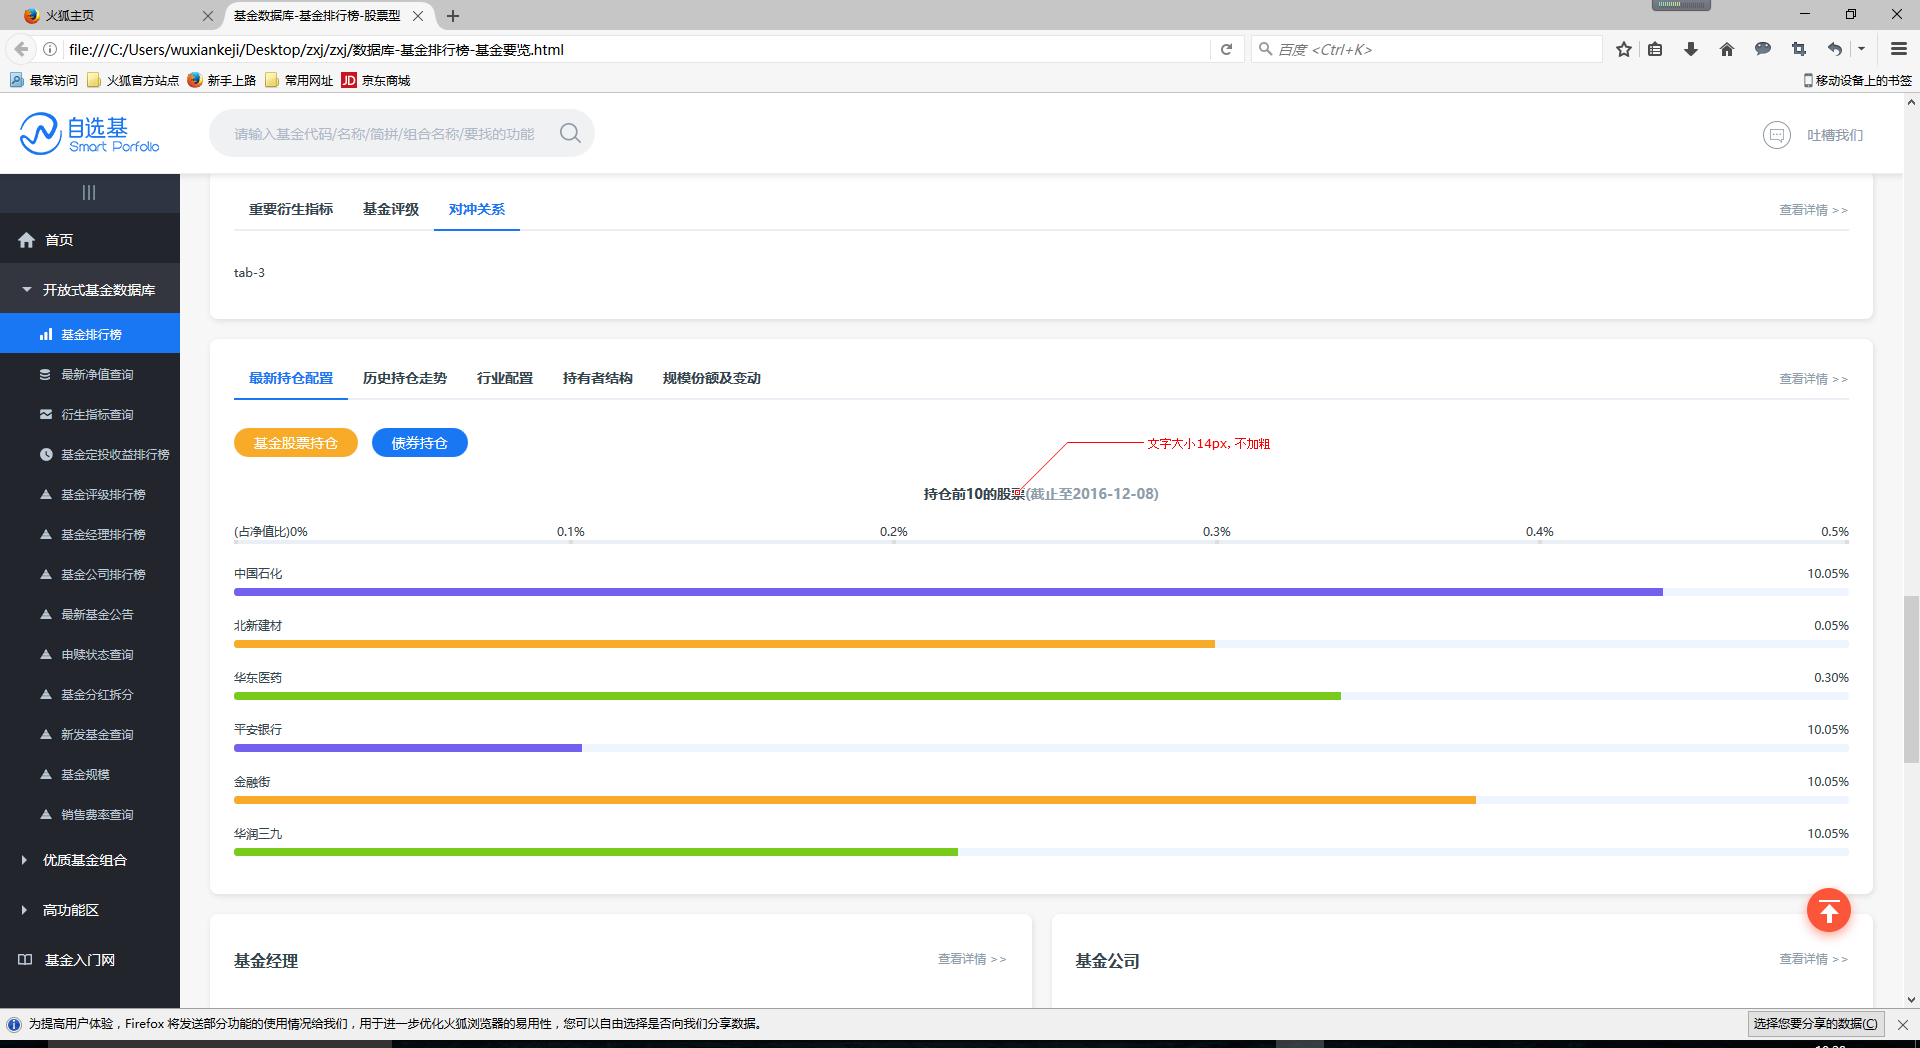 火狐主页
基金数据库-基金排行榜-股票型
file:///C:/Users/wuxiankeji/Desktop/zxj/zxj/数据库-基金排行榜-基金要览.html
百度 <Ctrl+K>
最常访问 火狐官方站点 新手上路 常用网址 JD 京东商城
移动设备上的书签
自选基
Smart Porfolio
请输入基金代码/名称/简拼/组合名称/要找的功能
吐槽我们
首页
开放式基金数据库
基金排行榜
最新净值查询
衍生指标查询
基金定投收益排行榜
基金评级排行榜
基金经理排行榜
基金公司排行榜
最新基金公告
申赎状态查询
基金分红拆分
新发基金查询
基金规模
销售费率查询
优质基金组合
高功能区
基金入门网
重要衍生指标 基金评级 对冲关系 查看详情 >>
tab-3
最新持仓配置 历史持仓走势 行业配置 持有者结构 规模份额及变动 查看详情 >>
基金股票持仓 债券持仓
文字大小14px, 不加粗
持仓前10的股票(截止至2016-12-08)
(占净值比)0% 0.1% 0.2% 0.3% 0.4% 0.5%
中国石化 10.05%
北新建材 0.05%
华东医药 0.30%
平安银行 10.05%
金融街 10.05%
华润三九 10.05%
基金经理 查看详情 >>
基金公司 查看详情 >>
为提高用户体验，Firefox 将发送部分功能的使用情况给我们，用于进一步优化火狐浏览器的易用性，您可以自由选择是否向我们分享数据。
选择您要分享的数据(C)